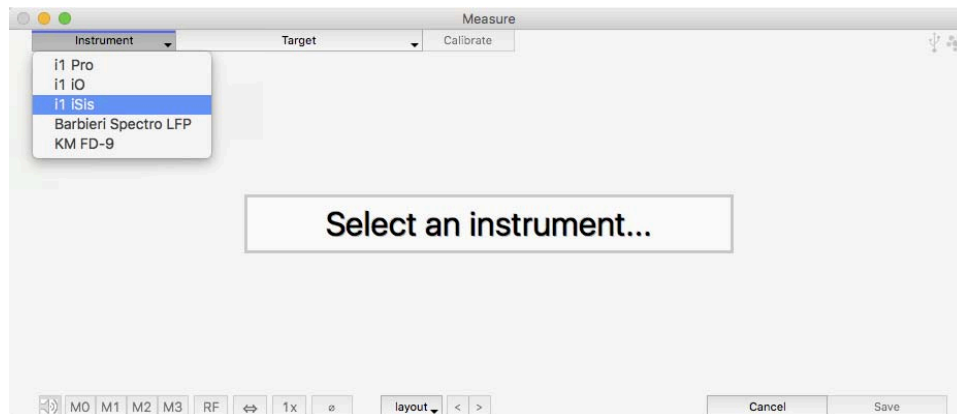 Measure
Instrument Target Calibrate
i1 Pro
i1 iO
i1 iSis
Barbieri Spectro LFP
KM FD-9
Select an instrument...
M0 M1 M2 M3 RF ⇔ 1x ø layout < > Cancel Save